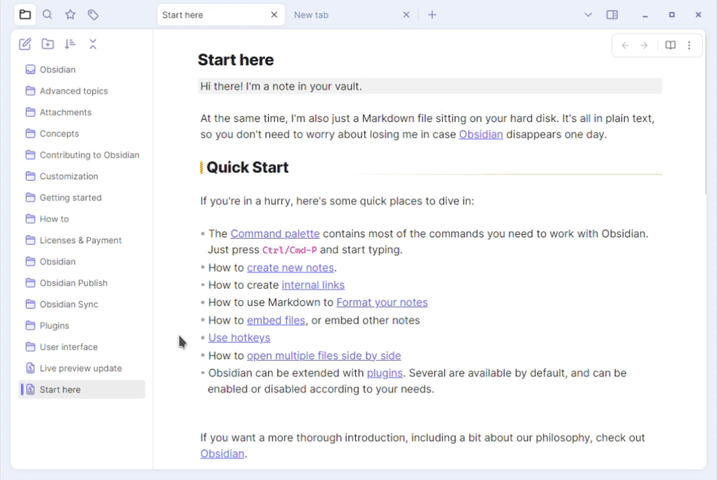 Start here
New tab
Obsidian
Advanced topics
Attachments
Concepts
Contributing to Obsidian
Customization
Getting started
How to
Licenses & Payment
Obsidian
Obsidian Publish
Obsidian Sync
Plugins
User interface
Live preview update
Start here
Start here
Hi there! I'm a note in your vault.
At the same time, I'm also just a Markdown file sitting on your hard disk. It's all in plain text,
so you don't need to worry about losing me in case Obsidian disappears one day.
Quick Start
If you're in a hurry, here's some quick places to dive in:
• The Command palette contains most of the commands you need to work with Obsidian.
Just press Ctrl/Cmd-P and start typing.
• How to create new notes.
• How to create internal links
• How to use Markdown to Format your notes
• How to embed files, or embed other notes
• Use hotkeys
• How to open multiple files side by side
• Obsidian can be extended with plugins. Several are available by default, and can be
enabled or disabled according to your needs.
If you want a more thorough introduction, including a bit about our philosophy, check out
Obsidian.